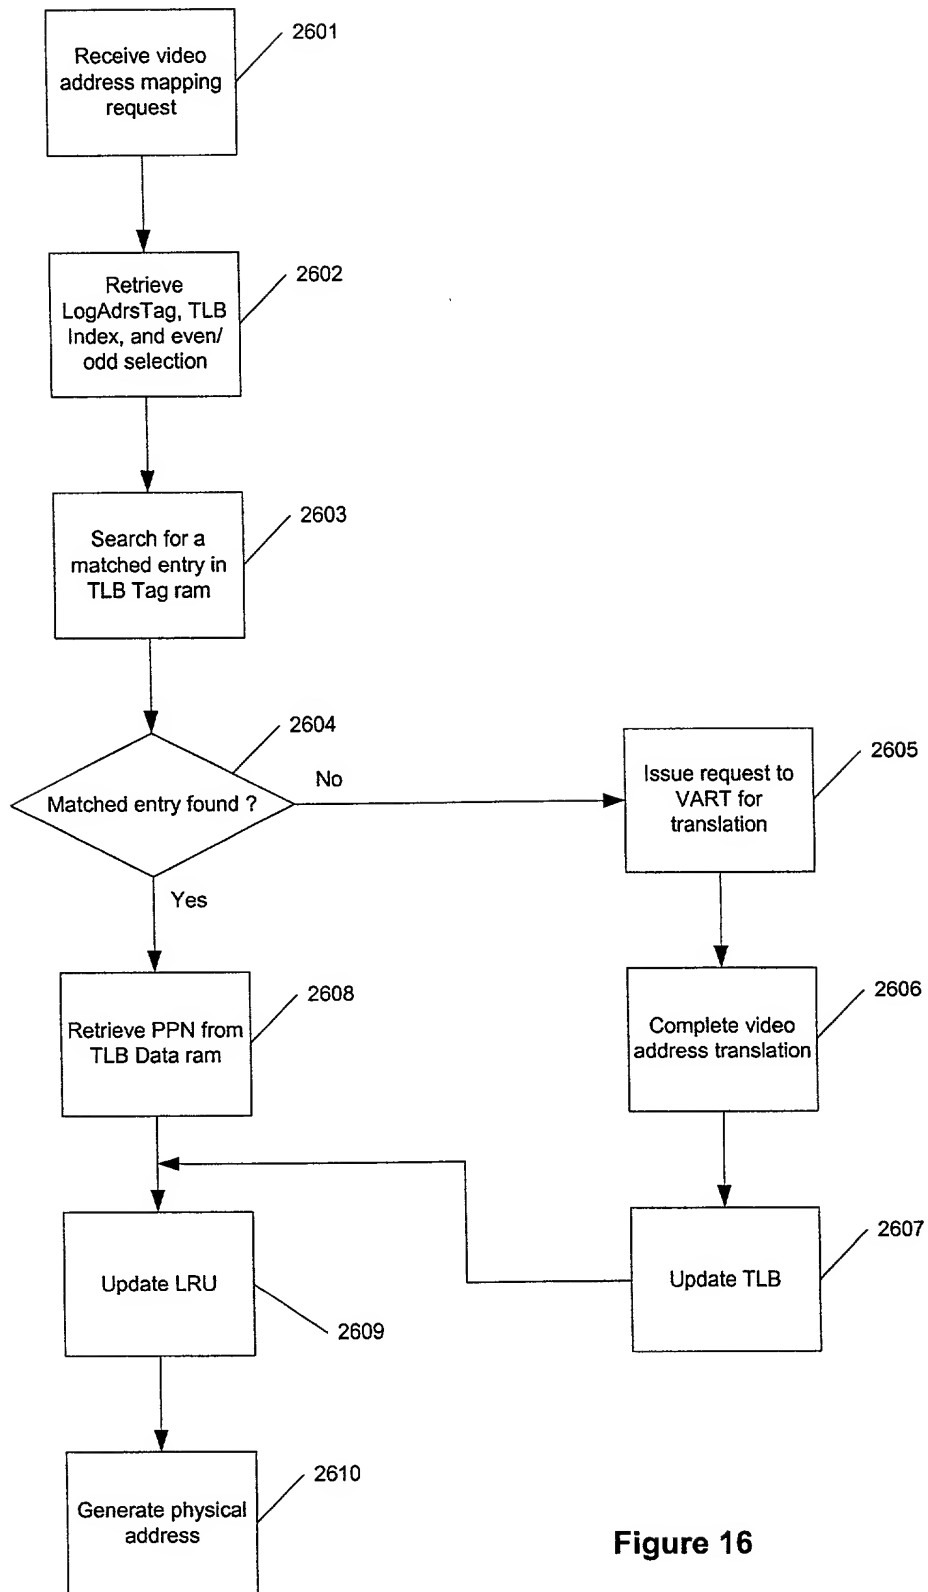 Receive video
address mapping
request
2601
Retrieve
LogAdrsTag, TLB
Index, and even/
odd selection
2602
Search for a
matched entry in
TLB Tag ram
2603
Matched entry found ?
2604
No
Yes
Issue request to
VART for
translation
2605
Complete video
address translation
2606
Update TLB
2607
Retrieve PPN from
TLB Data ram
2608
Update LRU
2609
Generate physical
address
2610
Figure 16